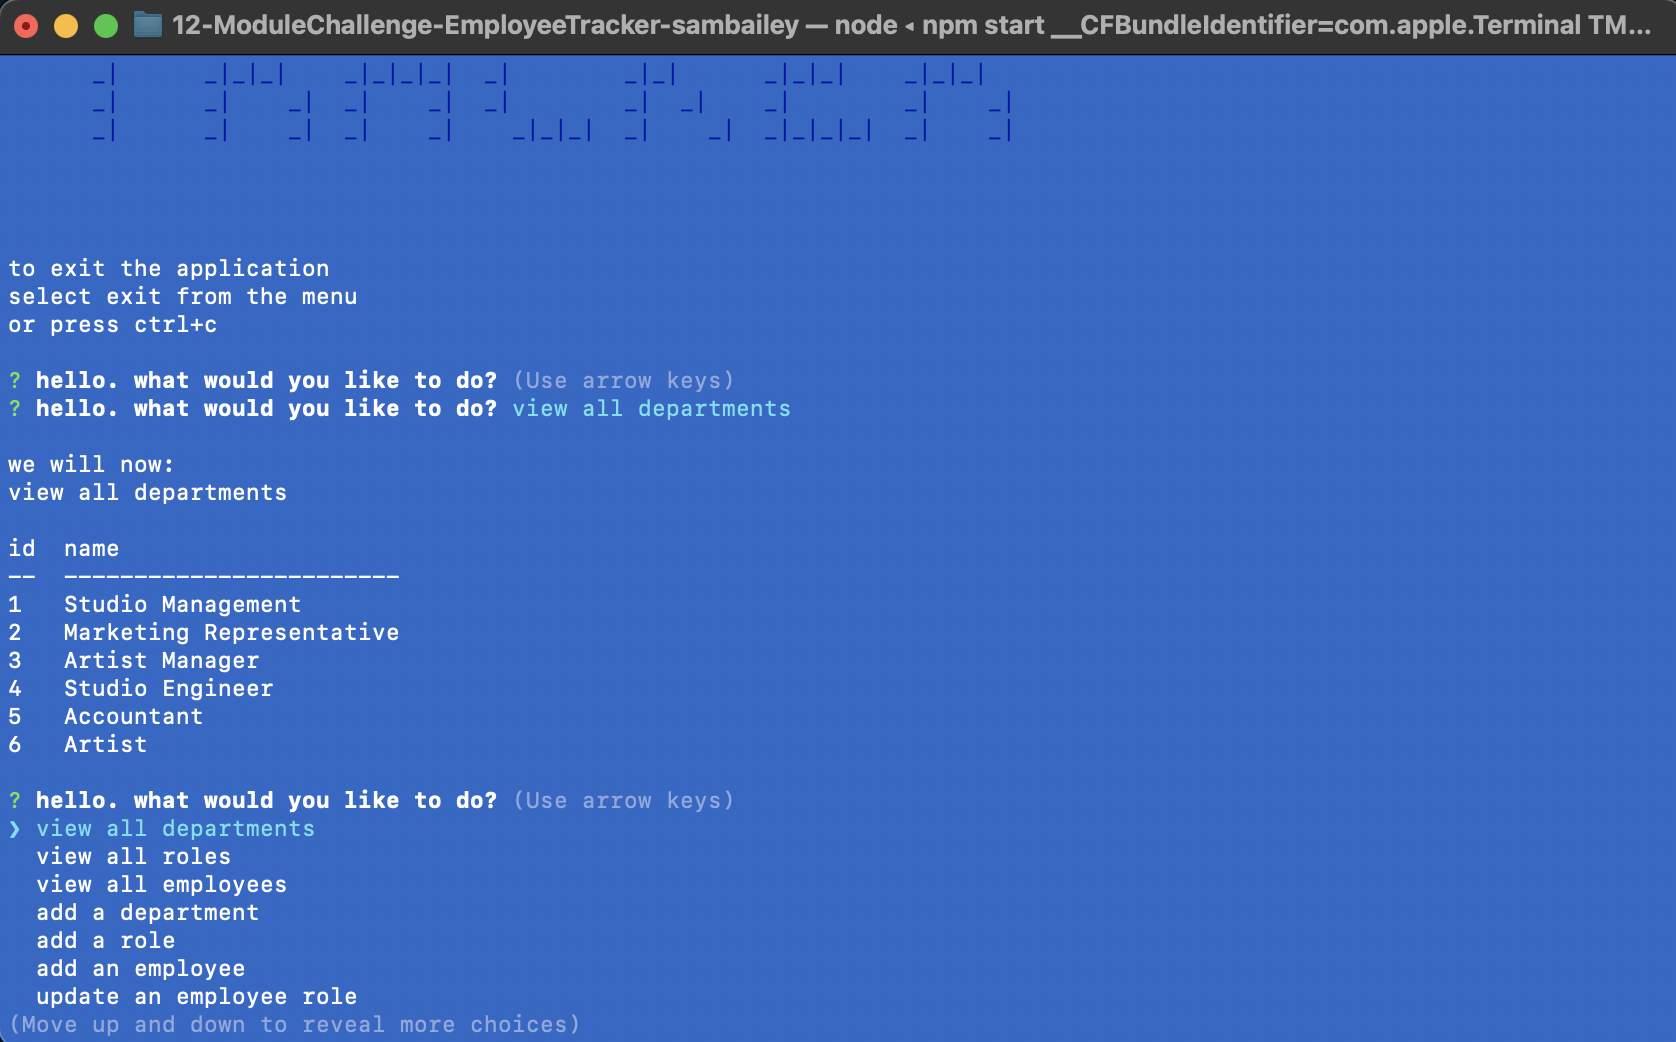 12-ModuleChallenge-EmployeeTracker-sambailey — node ◂ npm start __CFBundleIdentifier=com.apple.Terminal TM...
to exit the application
select exit from the menu
or press ctrl+c
? hello. what would you like to do? (Use arrow keys)
? hello. what would you like to do? view all departments
we will now:
view all departments
id  name
--  ------------------------
1   Studio Management
2   Marketing Representative
3   Artist Manager
4   Studio Engineer
5   Accountant
6   Artist
? hello. what would you like to do? (Use arrow keys)
❯ view all departments
  view all roles
  view all employees
  add a department
  add a role
  add an employee
  update an employee role
(Move up and down to reveal more choices)